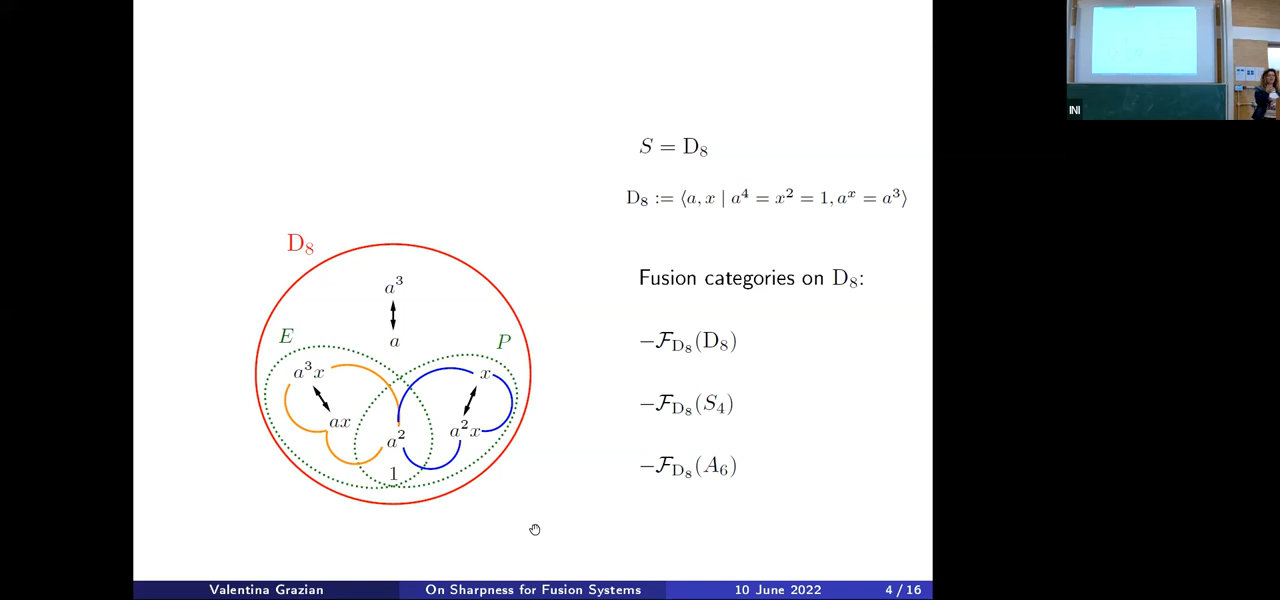 INI
S = D₈
D₈ := ⟨a, x | a⁴ = x² = 1, aˣ = a³⟩
D₈
a³
Fusion categories on D₈:
E
a
P
−𝓕_D₈(D₈)
a³x
x
ax
a²
a²x
−𝓕_D₈(S₄)
1
−𝓕_D₈(A₆)
Valentina Grazian On Sharpness for Fusion Systems 10 June 2022 4 / 16